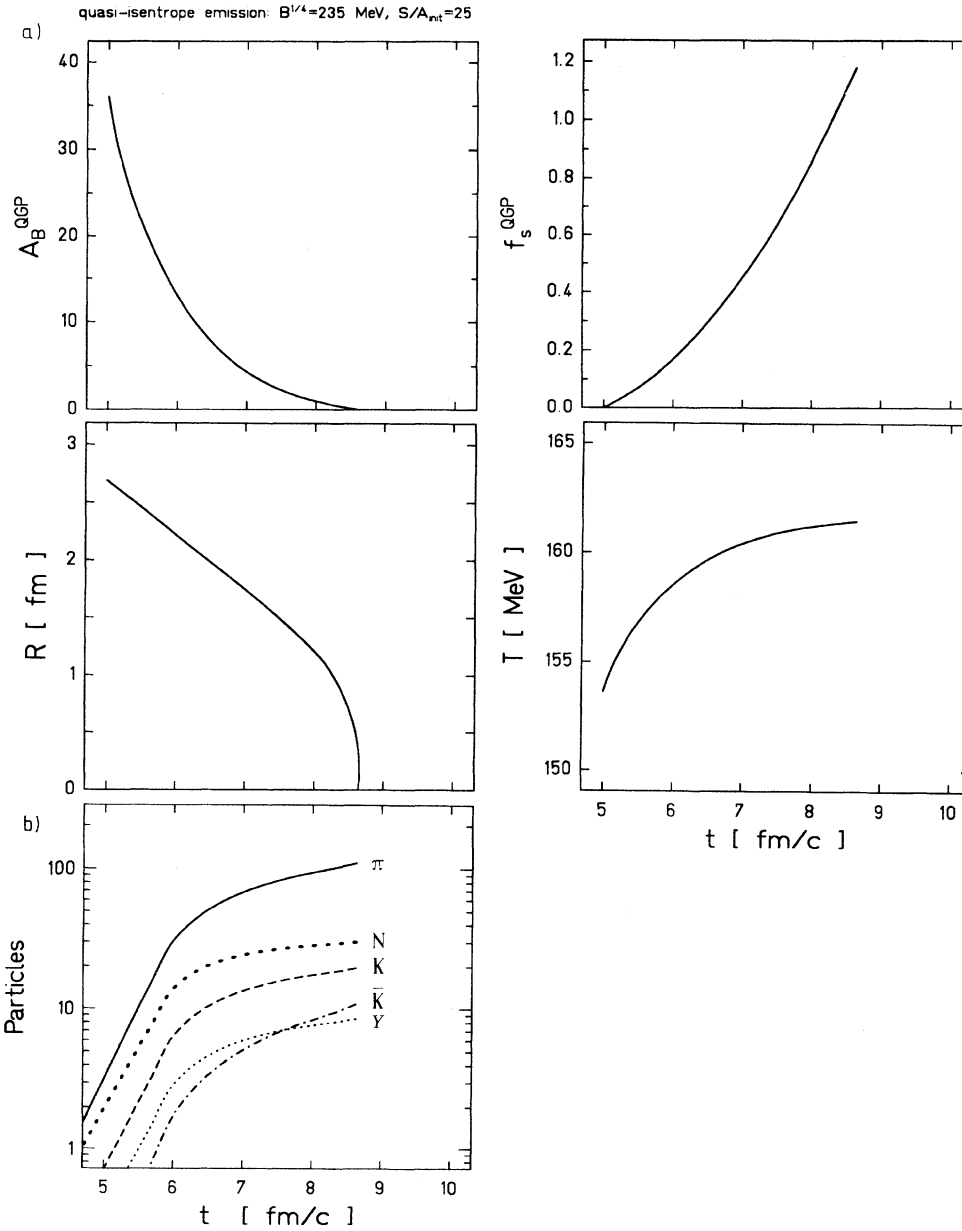 quasi-isentrope emission: B^1/4=235 MeV, S/A_init=25
a)
40
30
20
10
0
A_B^QGP
1.2
1.0
0.8
0.6
0.4
0.2
0.0
f_s^QGP
3
2
1
0
R [ fm ]
165
160
155
150
T [ MeV ]
5 6 7 8 9 10
t [ fm/c ]
b)
100
10
1
Particles
π
N
K
K̅
Y
5 6 7 8 9 10
t [ fm/c ]